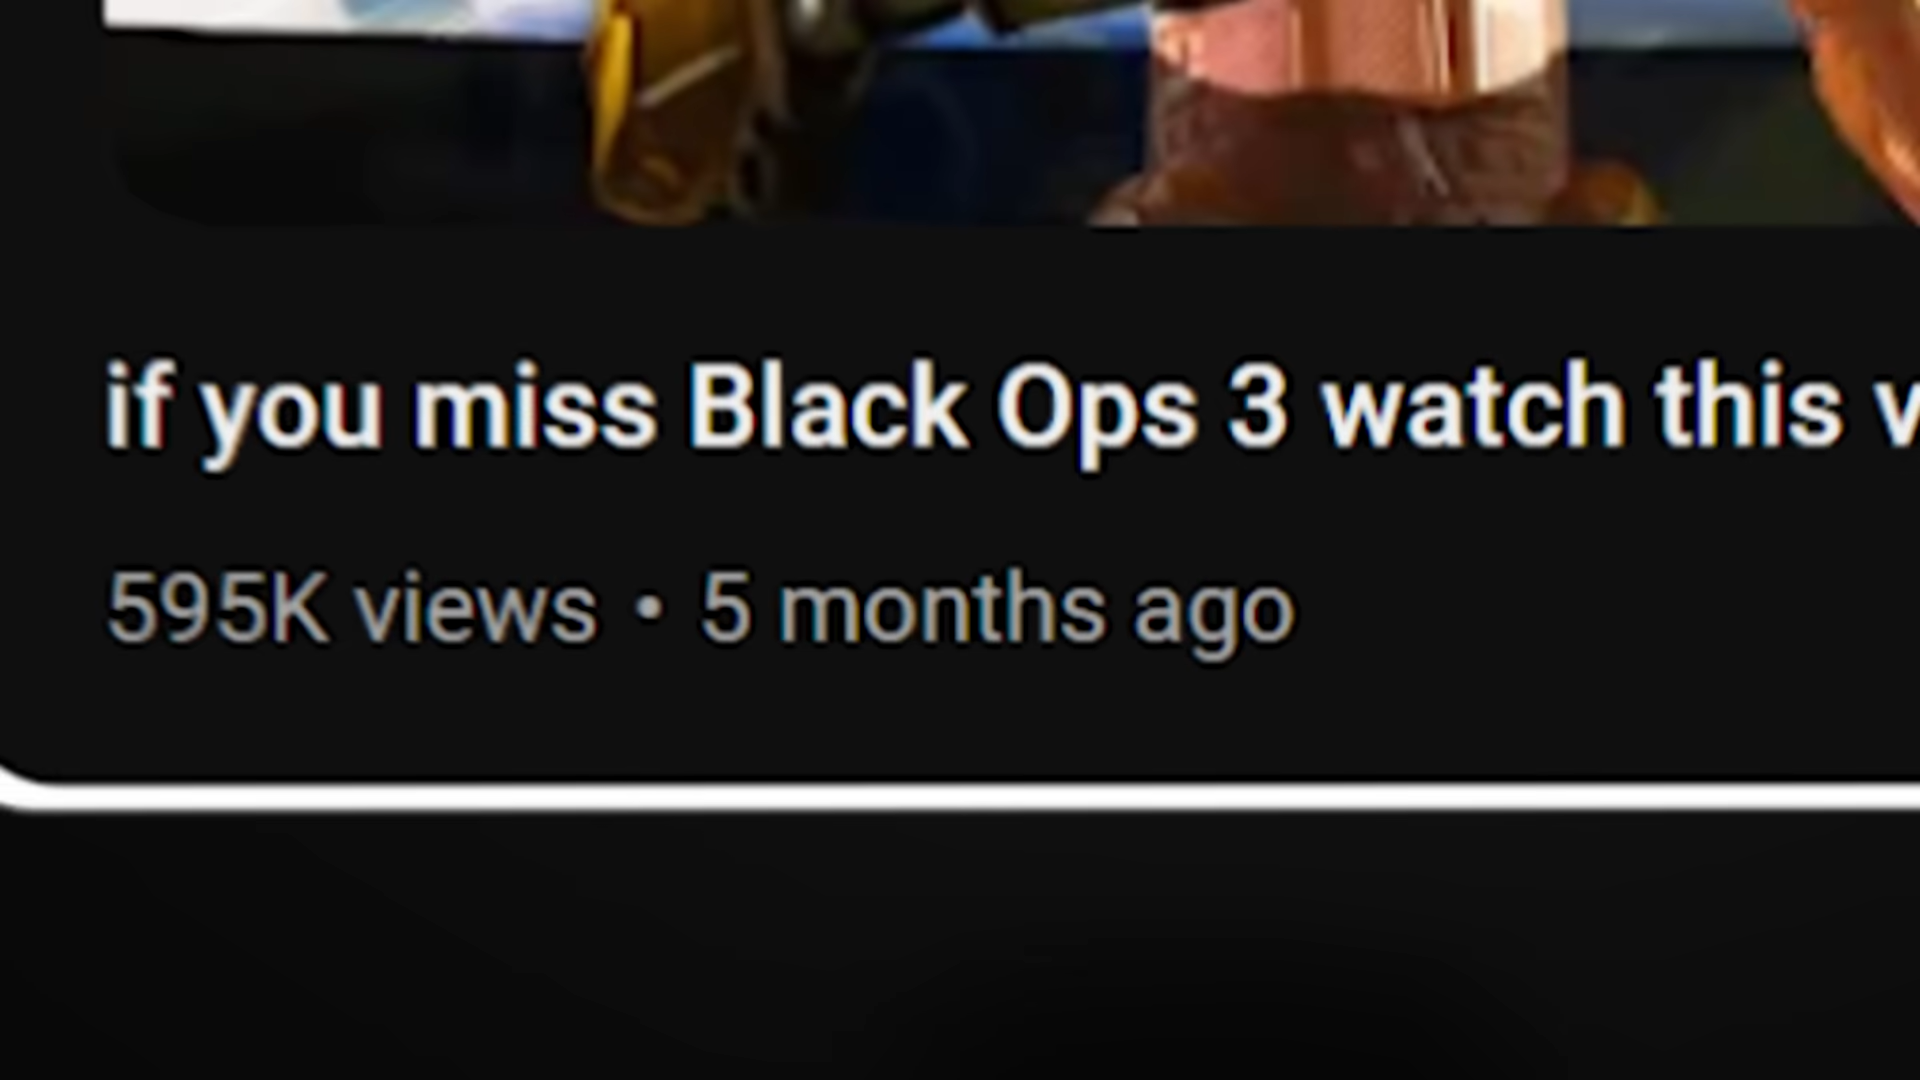 if you miss Black Ops 3 watch this v
595K views • 5 months ago